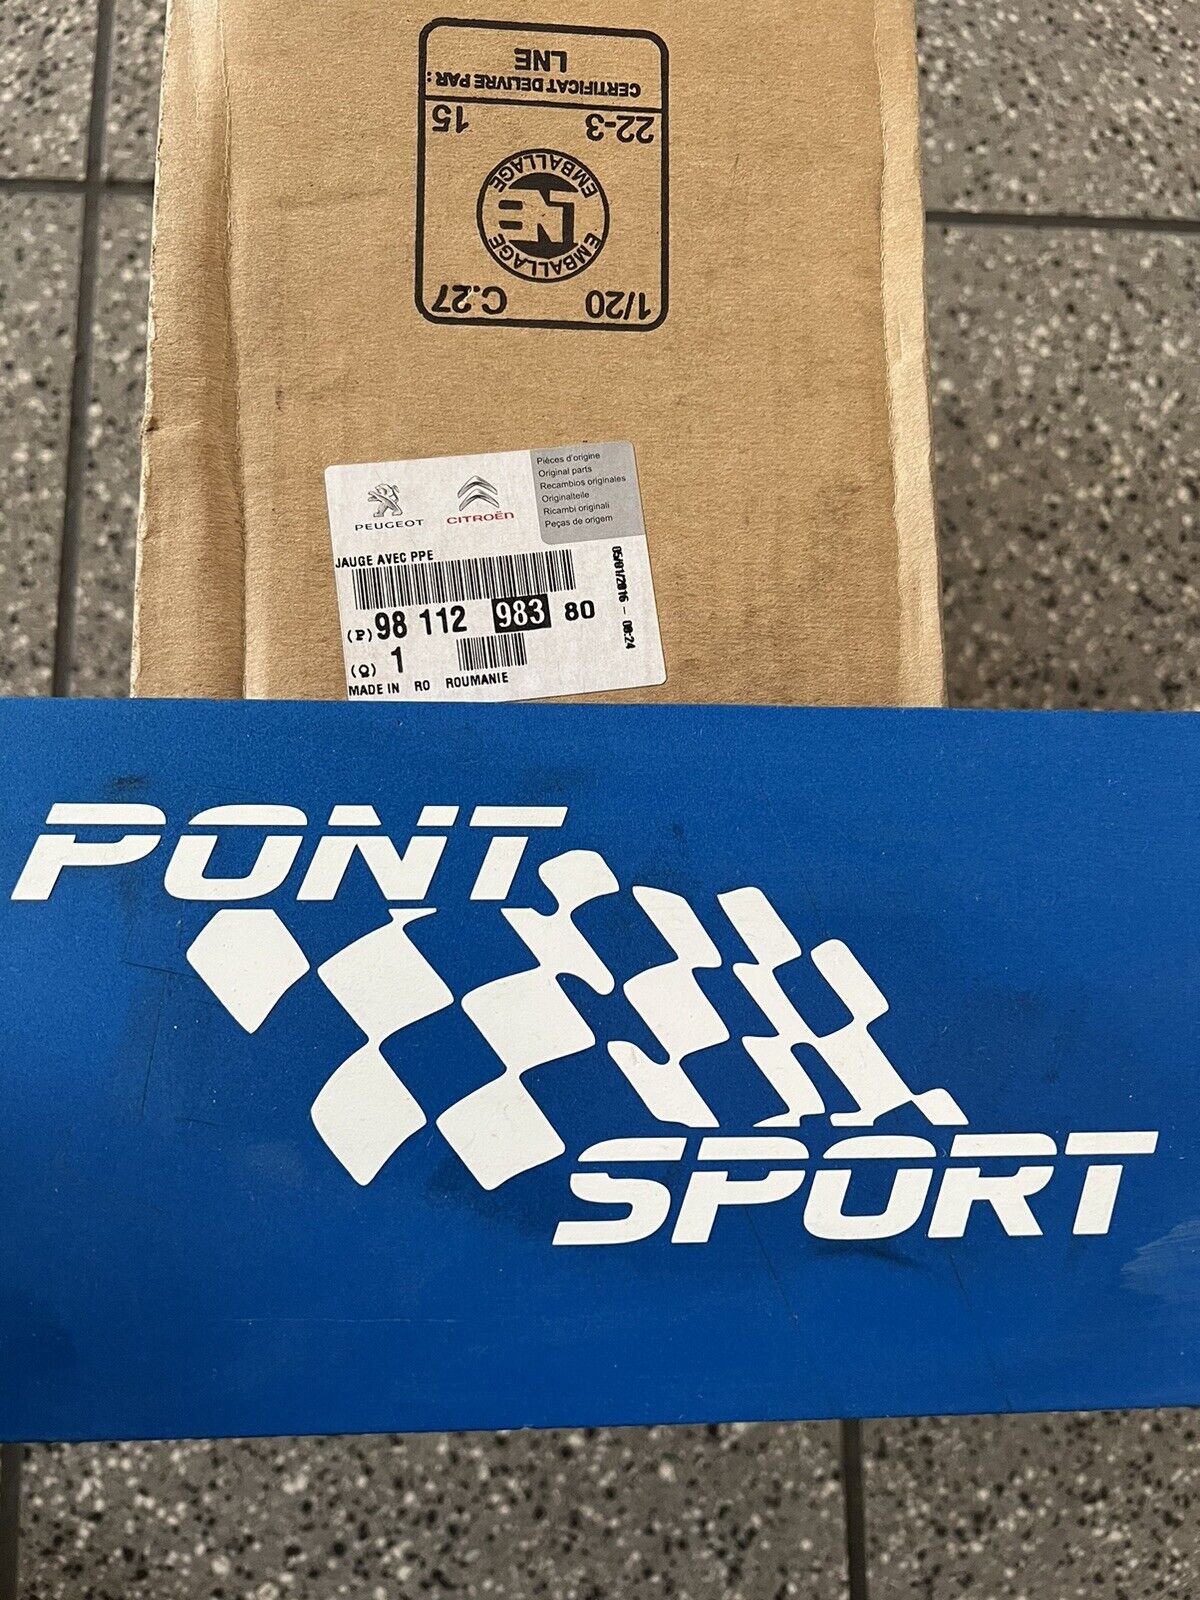 CERTIFICAT DELIVRE PAR :
LNE
22-3 15
EMBALLAGE
LNE
EMBALLAGE
1/20 C.27
PEUGEOT CITROËN
Pièces d'origine
Original parts
Recambios originales
Originalteile
Ricambi originali
Peças de origem
JAUGE AVEC PPE
(P) 98 112 983 80
(Q) 1
MADE IN RO ROUMANIE
05/01/2016 - 08:24
PONT
SPORT